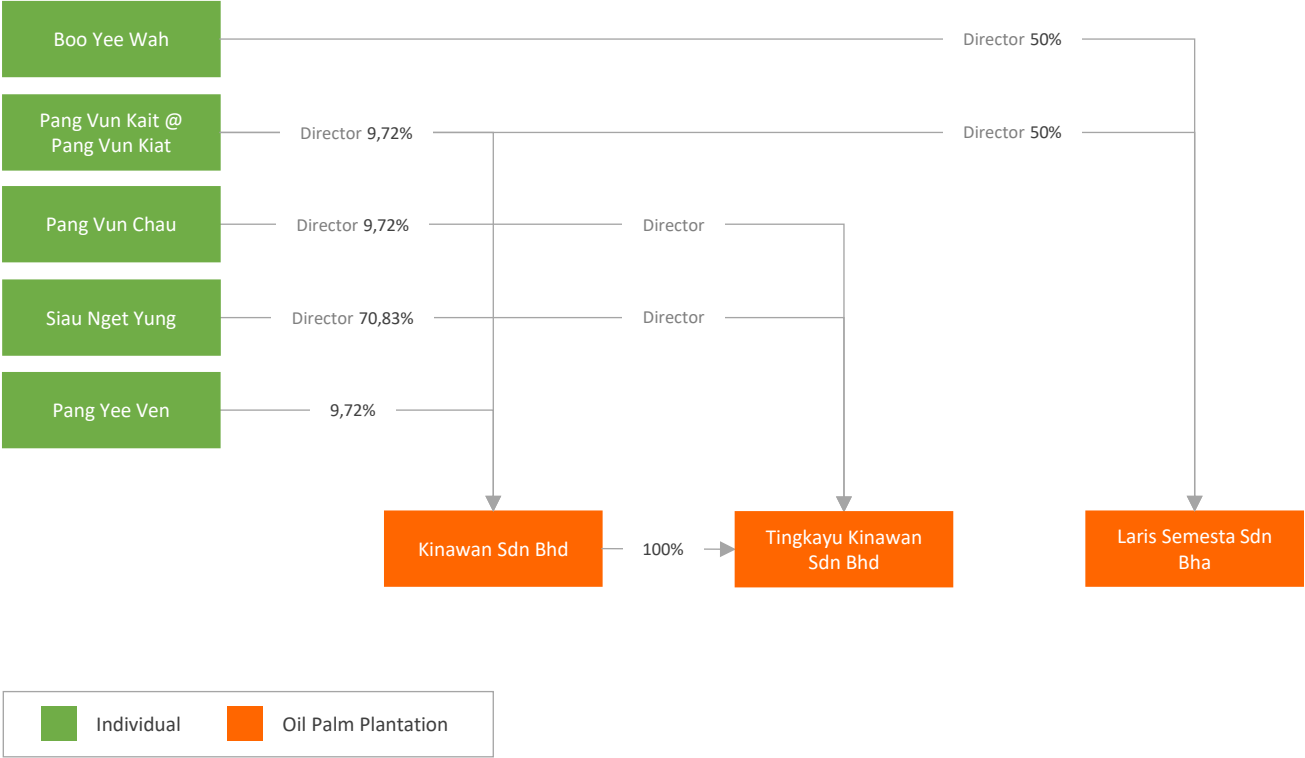 Boo Yee Wah
Director 50%
Pang Vun Kait @
Pang Vun Kiat
Director 9,72%
Director 50%
Pang Vun Chau
Director 9,72%
Director
Siau Nget Yung
Director 70,83%
Director
Pang Yee Ven
9,72%
Kinawan Sdn Bhd
100%
Tingkayu Kinawan
Sdn Bhd
Laris Semesta Sdn
Bha
Individual
Oil Palm Plantation